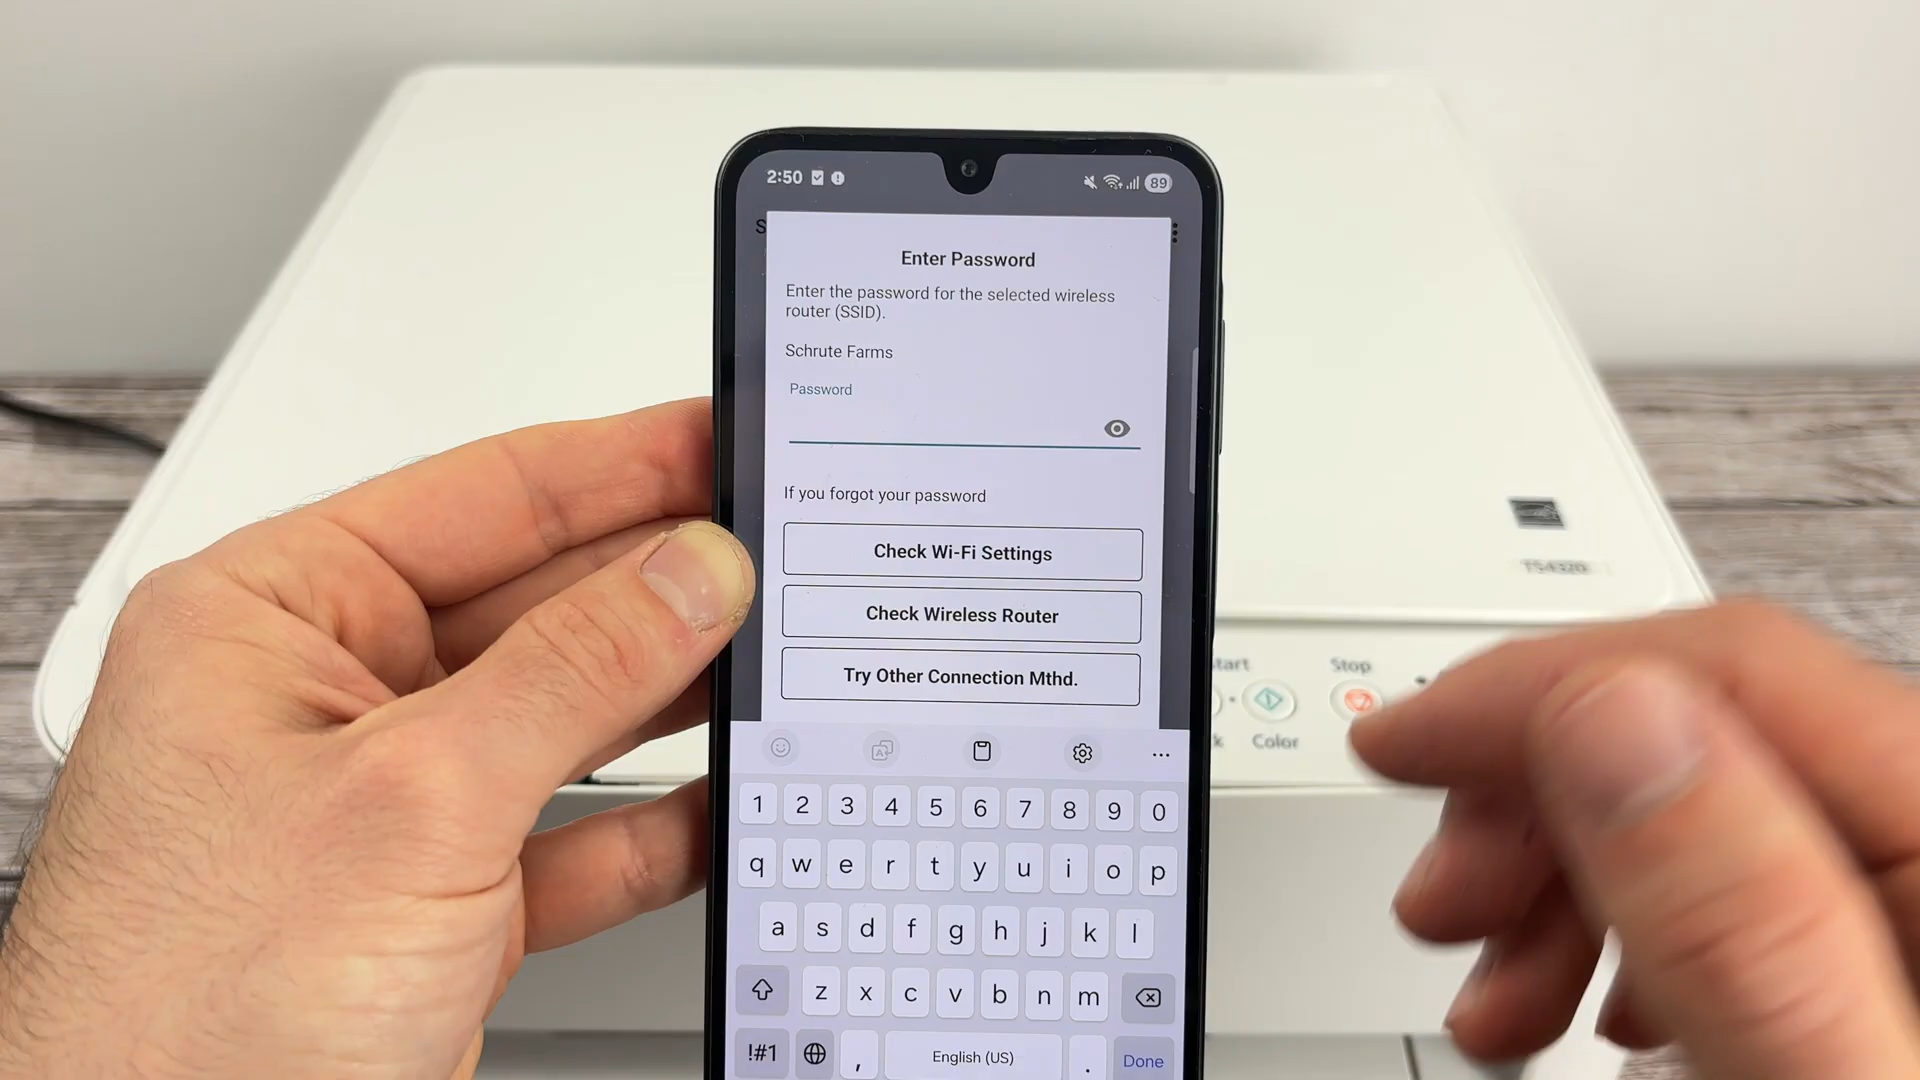 2:50
89
S
Enter Password
Enter the password for the selected wireless
router (SSID).
Schrute Farms
Password
If you forgot your password
Check Wi-Fi Settings
Check Wireless Router
Try Other Connection Mthd.
1 2 3 4 5 6 7 8 9 0
q w e r t y u i o p
a s d f g h j k l
z x c v b n m
!#1 , English (US) . Done
TS4320
tart Stop
k Color